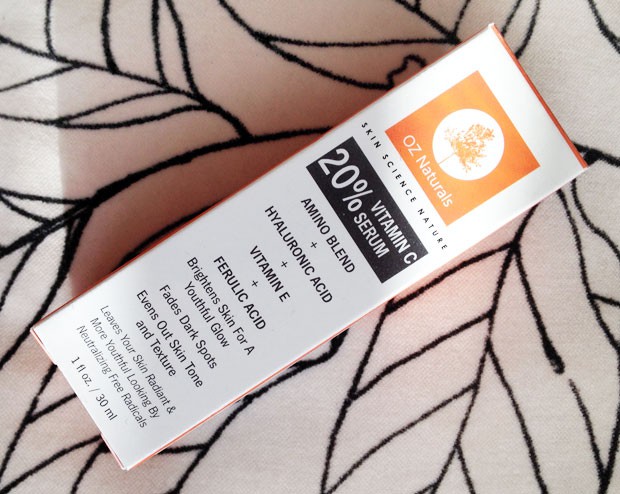 OZ Naturals
SKIN SCIENCE NATURE
20% VITAMIN C
SERUM
AMINO BLEND
+
HYALURONIC ACID
+
VITAMIN E
+
FERULIC ACID
Brightens Skin For A
Youthful Glow
Fades Dark Spots
Evens Out Skin Tone
and Texture
Leaves Your Skin Radiant &
More Youthful Looking By
Neutralizing Free Radicals
1 fl oz. / 30 ml